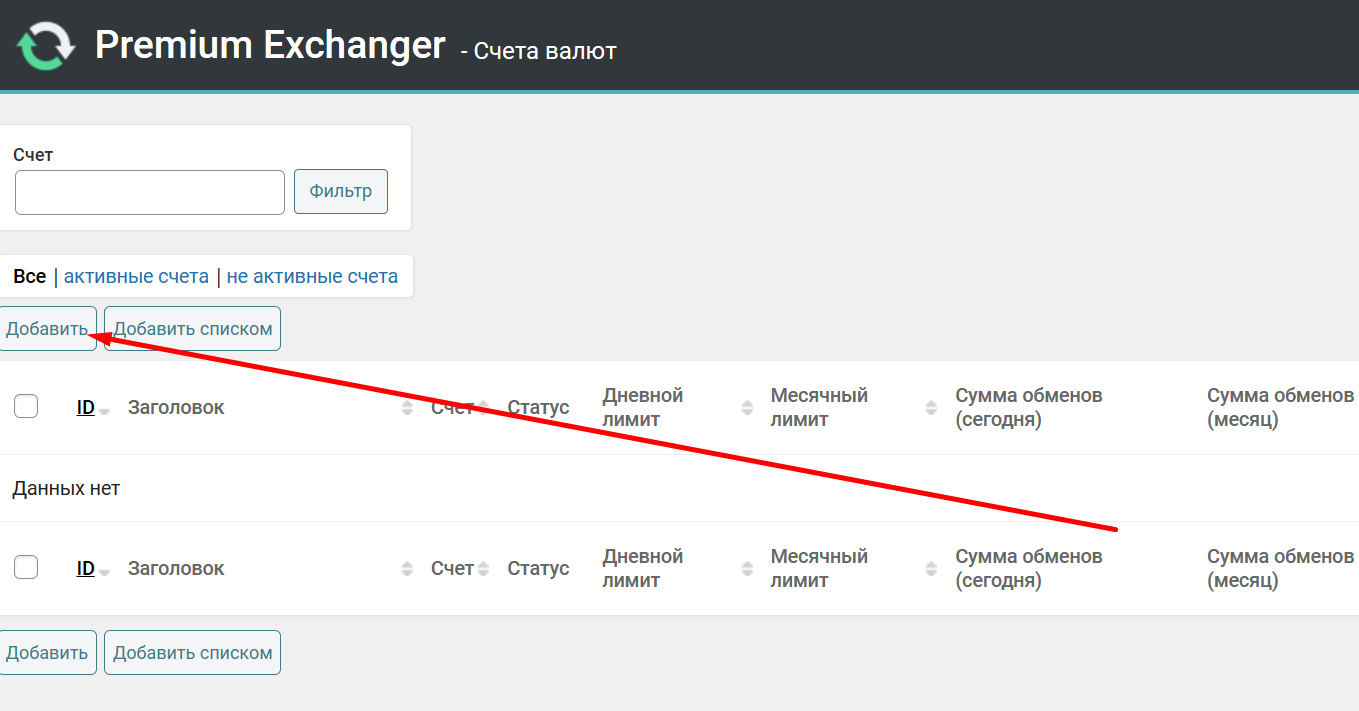 Premium Exchanger - Счета валют
Счет
Фильтр
Все | активные счета | не активные счета
Добавить Добавить списком
ID Заголовок Счет Статус Дневной лимит Месячный лимит Сумма обменов (сегодня) Сумма обменов (месяц)
Данных нет
ID Заголовок Счет Статус Дневной лимит Месячный лимит Сумма обменов (сегодня) Сумма обменов (месяц)
Добавить Добавить списком